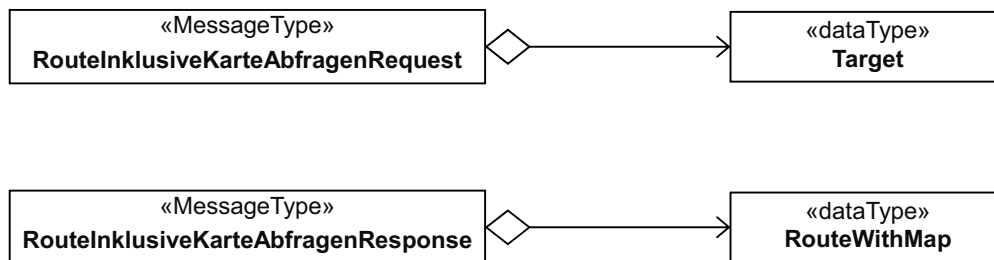 «MessageType»
RouteInklusiveKarteAbfragenRequest
«dataType»
Target
«MessageType»
RouteInklusiveKarteAbfragenResponse
«dataType»
RouteWithMap